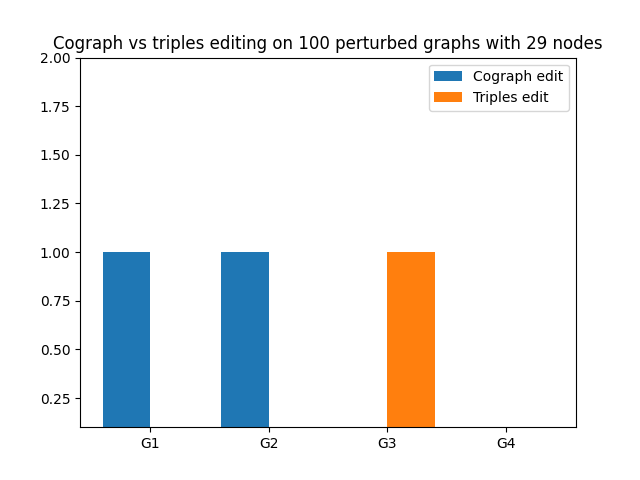 Cograph vs triples editing on 100 perturbed graphs with 29 nodes
2.00
1.75
1.50
1.25
1.00
0.75
0.50
0.25
Cograph edit
Triples edit
G1 G2 G3 G4